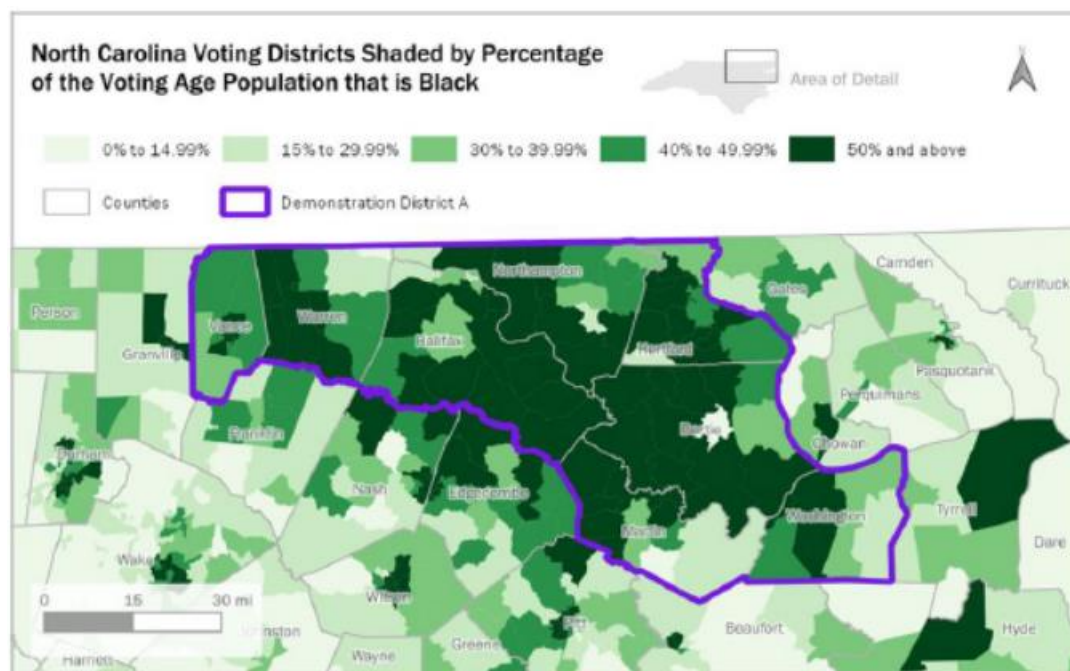 North Carolina Voting Districts Shaded by Percentage
of the Voting Age Population that is Black
Area of Detail
0% to 14.99%
15% to 29.99%
30% to 39.99%
40% to 49.99%
50% and above
Counties
Demonstration District A
Northampton
Camden
Currituck
Gates
Person
Vance
Warren
Halifax
Hertford
Granville
Pasquotank
Perquimans
Bertie
Chowan
Franklin
Durham
Nash
Edgecombe
Martin
Washington
Tyrrell
Dare
Wake
0 15 30 mi
Wilson
Pitt
Beaufort
Hyde
Johnston
Greene
Wayne
Harnett